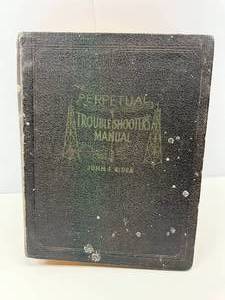 PERPETUAL
TROUBLE SHOOTER'S
MANUAL
JOHN F. RIDER